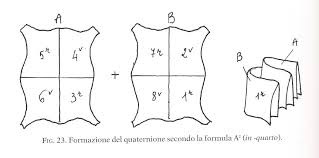 A B
5r 4v 7r 2v A
+ B
6v 3r 8v 1r 1r
FIG. 23. Formazione del quaternione secondo la formula A² (in-quarto).